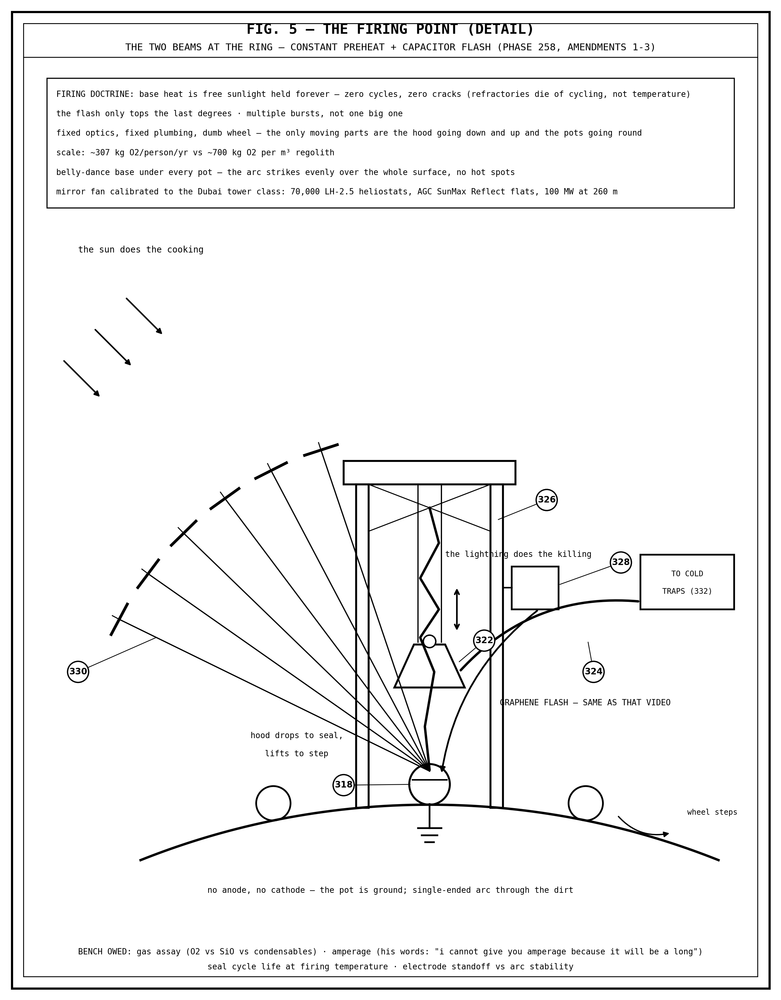 FIG. 5 — THE FIRING POINT (DETAIL)
THE TWO BEAMS AT THE RING — CONSTANT PREHEAT + CAPACITOR FLASH (PHASE 258, AMENDMENTS 1-3)
FIRING DOCTRINE: base heat is free sunlight held forever — zero cycles, zero cracks (refractories die of cycling, not temperature)
the flash only tops the last degrees · multiple bursts, not one big one
fixed optics, fixed plumbing, dumb wheel — the only moving parts are the hood going down and up and the pots going round
scale: ~307 kg O2/person/yr vs ~700 kg O2 per m³ regolith
belly-dance base under every pot — the arc strikes evenly over the whole surface, no hot spots
mirror fan calibrated to the Dubai tower class: 70,000 LH-2.5 heliostats, AGC SunMax Reflect flats, 100 MW at 260 m
the sun does the cooking
326
the lightning does the killing
328
TO COLD
TRAPS (332)
322
330
324
GRAPHENE FLASH — SAME AS THAT VIDEO
hood drops to seal,
lifts to step
318
wheel steps
no anode, no cathode — the pot is ground; single-ended arc through the dirt
BENCH OWED: gas assay (O2 vs SiO vs condensables) · amperage (his words: "i cannot give you amperage because it will be a long")
seal cycle life at firing temperature · electrode standoff vs arc stability